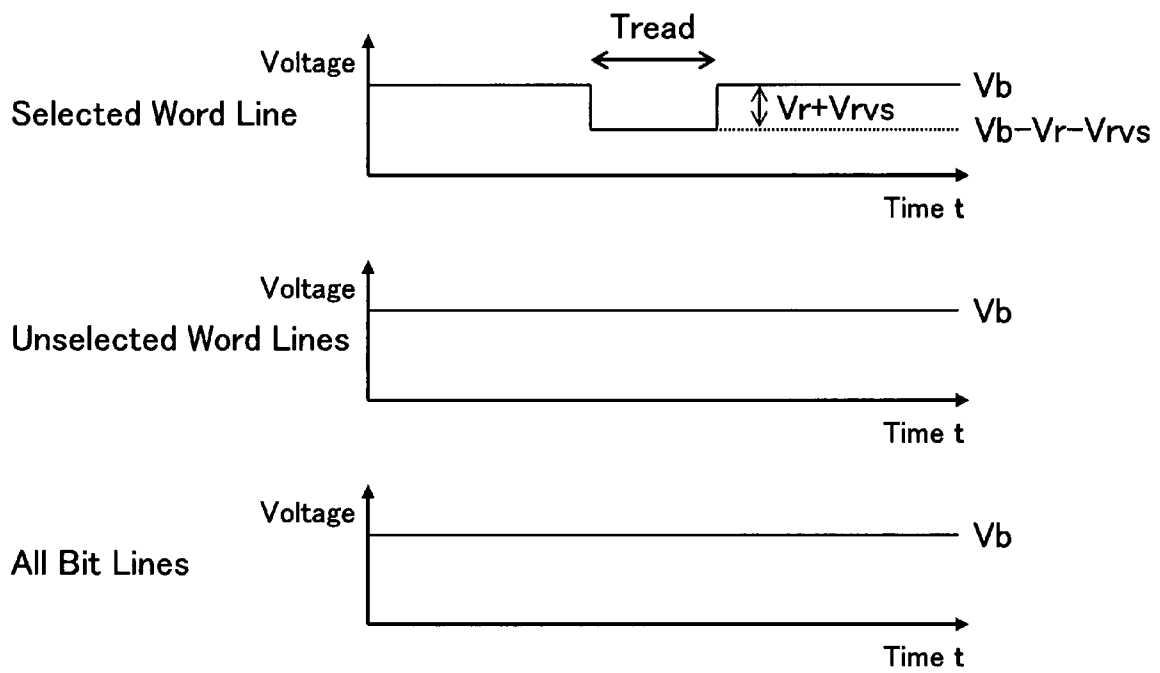 Tread
Voltage
Vb
Selected Word Line
Vr+Vrvs
Vb-Vr-Vrvs
Time t
Voltage
Vb
Unselected Word Lines
Time t
Voltage
Vb
All Bit Lines
Time t